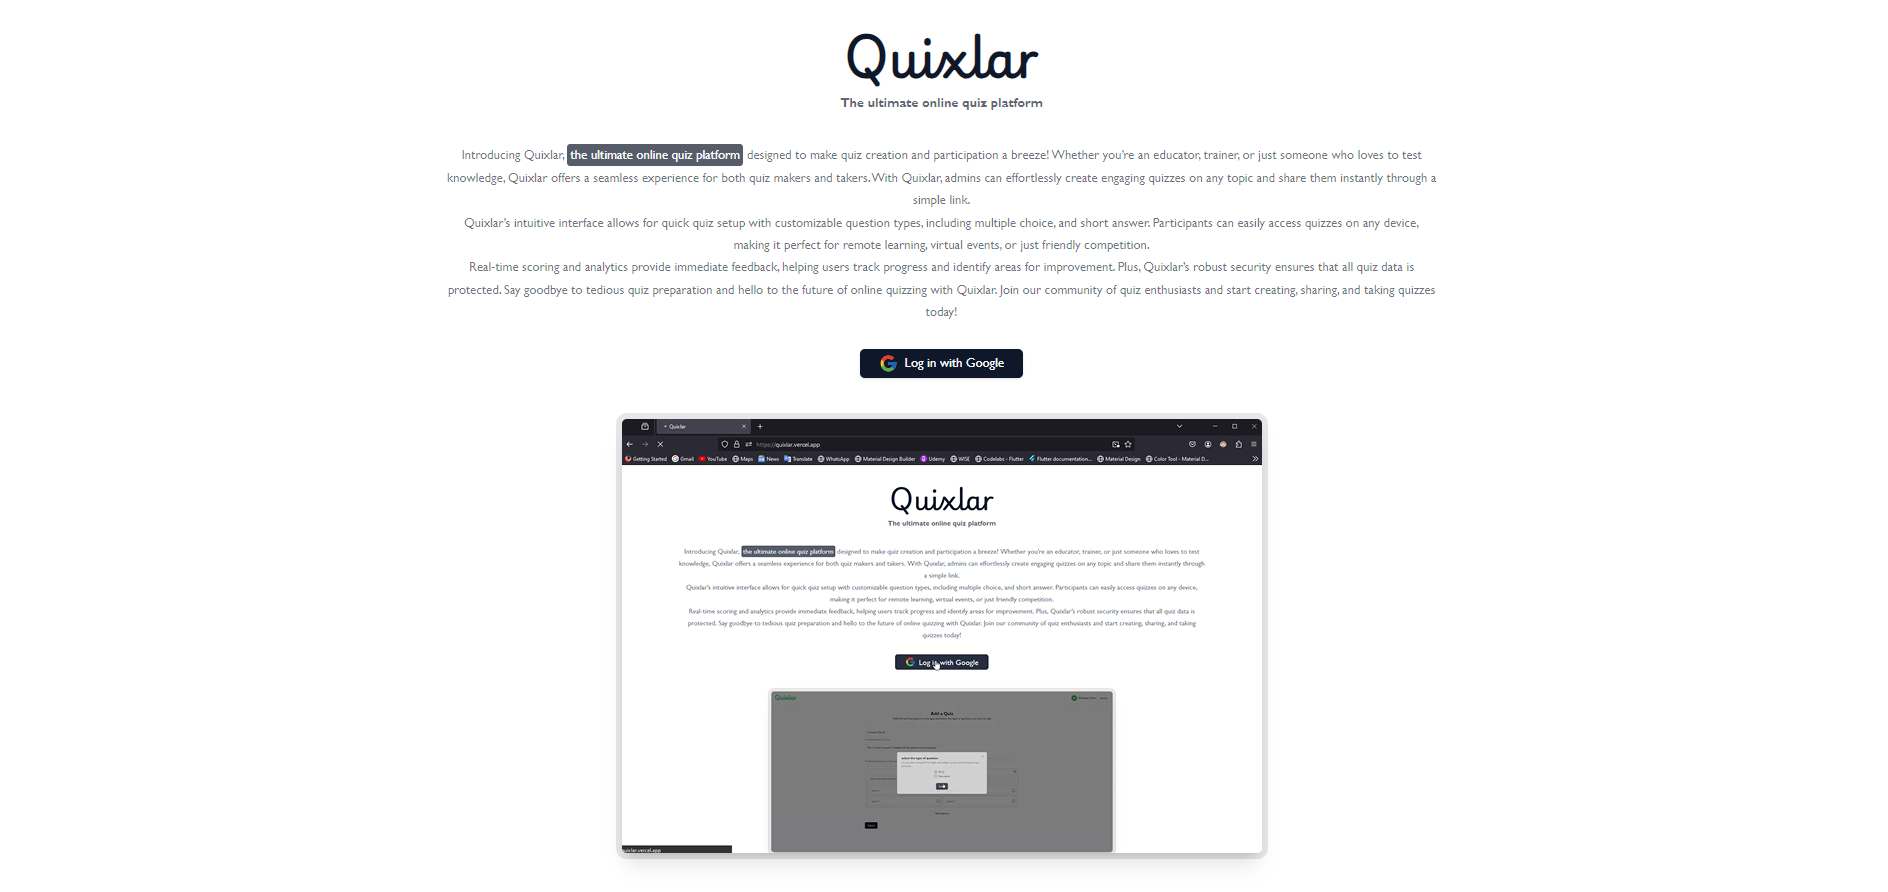 Quixlar
The ultimate online quiz platform
Introducing Quixlar, the ultimate online quiz platform designed to make quiz creation and participation a breeze! Whether you're an educator, trainer, or just someone who loves to test
knowledge, Quixlar offers a seamless experience for both quiz makers and takers. With Quixlar, admins can effortlessly create engaging quizzes on any topic and share them instantly through a
simple link.
Quixlar's intuitive interface allows for quick quiz setup with customizable question types, including multiple choice, and short answer. Participants can easily access quizzes on any device,
making it perfect for remote learning, virtual events, or just friendly competition.
Real-time scoring and analytics provide immediate feedback, helping users track progress and identify areas for improvement. Plus, Quixlar's robust security ensures that all quiz data is
protected. Say goodbye to tedious quiz preparation and hello to the future of online quizzing with Quixlar. Join our community of quiz enthusiasts and start creating, sharing, and taking quizzes
today!
Log in with Google
Quixlar
https://quixlar.vercel.app
Getting Started Gmail YouTube Maps News Translate WhatsApp Material Design Builder Udemy WISE Codelabs - Flutter Flutter documentation... Material Design Color Tool - Material D...
Quixlar
The ultimate online quiz platform
Introducing Quixlar, the ultimate online quiz platform designed to make quiz creation and participation a breeze! Whether you're an educator, trainer, or just someone who loves to test
knowledge, Quixlar offers a seamless experience for both quiz makers and takers. With Quixlar, admins can effortlessly create engaging quizzes on any topic and share them instantly through
a simple link.
Quixlar's intuitive interface allows for quick quiz setup with customizable question types, including multiple choice, and short answer. Participants can easily access quizzes on any device,
making it perfect for remote learning, virtual events, or just friendly competition.
Real-time scoring and analytics provide immediate feedback, helping users track progress and identify areas for improvement. Plus, Quixlar's robust security ensures that all quiz data is
protected. Say goodbye to tedious quiz preparation and hello to the future of online quizzing with Quixlar. Join our community of quiz enthusiasts and start creating, sharing, and taking
quizzes today!
Log in with Google
Quixlar
Add a Quiz
select the type of question
quixlar.vercel.app